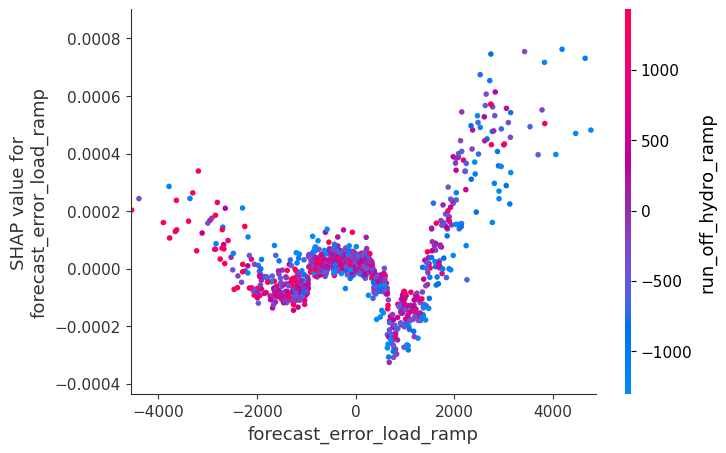 0.0008
0.0006
0.0004
0.0002
0.0000
−0.0002
−0.0004
SHAP value for
forecast_error_load_ramp
−4000 −2000 0 2000 4000
forecast_error_load_ramp
1000
500
0
−500
−1000
run_off_hydro_ramp